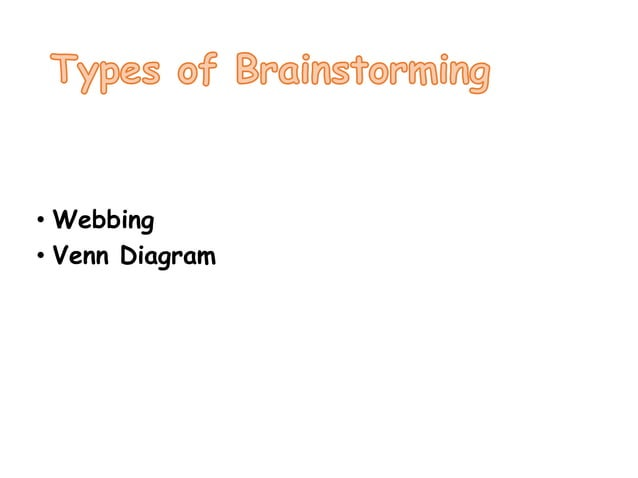 Types of Brainstorming
• Webbing
• Venn Diagram